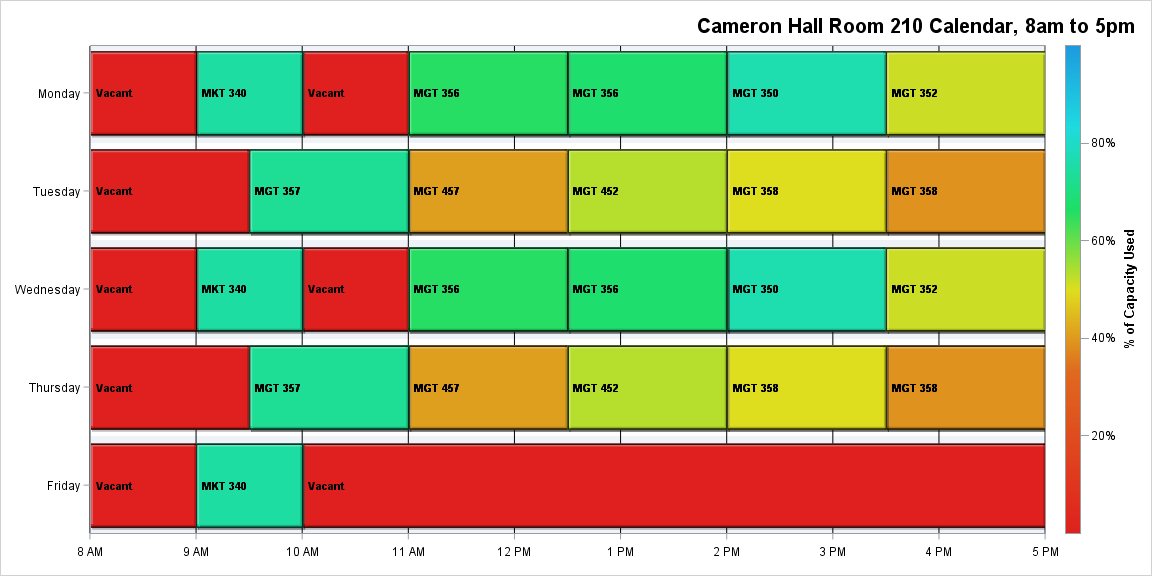 Cameron Hall Room 210 Calendar, 8am to 5pm
Monday Vacant MKT 340 Vacant MGT 356 MGT 356 MGT 350 MGT 352
Tuesday Vacant MGT 357 MGT 457 MGT 452 MGT 358 MGT 358
Wednesday Vacant MKT 340 Vacant MGT 356 MGT 356 MGT 350 MGT 352
Thursday Vacant MGT 357 MGT 457 MGT 452 MGT 358 MGT 358
Friday Vacant MKT 340 Vacant
8 AM 9 AM 10 AM 11 AM 12 PM 1 PM 2 PM 3 PM 4 PM 5 PM
80%
60%
40%
20%
% of Capacity Used